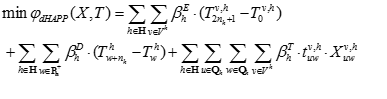 min φ_{dHAPP}(X,T) = ∑_{h∈H} ∑_{v∈V^h} β_h^E · (T_{2n_h+1}^{v,h} − T_0^{v,h})
+ ∑_{h∈H} ∑_{w∈P_h^+} β_h^D · (T_{w+n_h}^h − T_w^h) + ∑_{h∈H} ∑_{u∈Q_h} ∑_{w∈Q_h} ∑_{v∈V^h} β_h^T · t_{uw}^{v,h} · X_{uw}^{v,h}